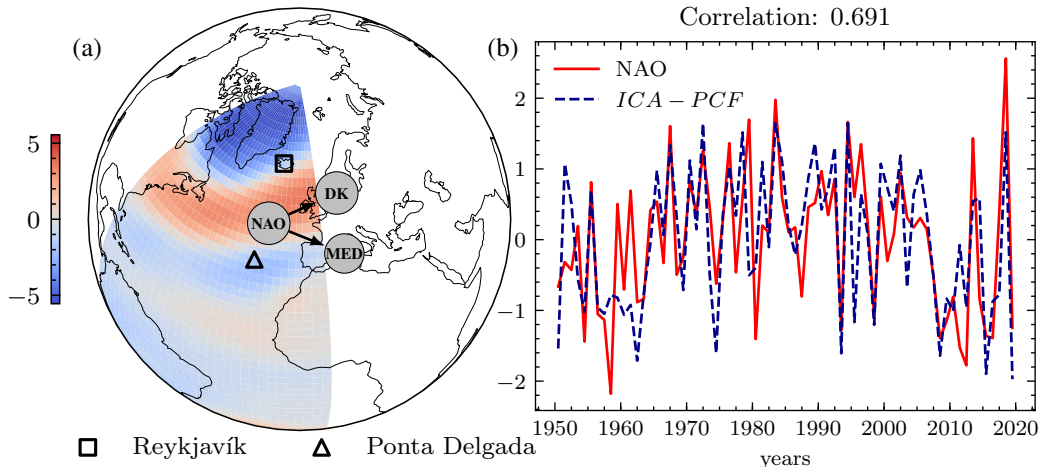 Correlation: 0.691
(a)
(b)
NAO
ICA − PCF
5
0
−5
DK
NAO
MED
2
1
0
−1
−2
1950 1960 1970 1980 1990 2000 2010 2020
years
Reykjavík
Ponta Delgada